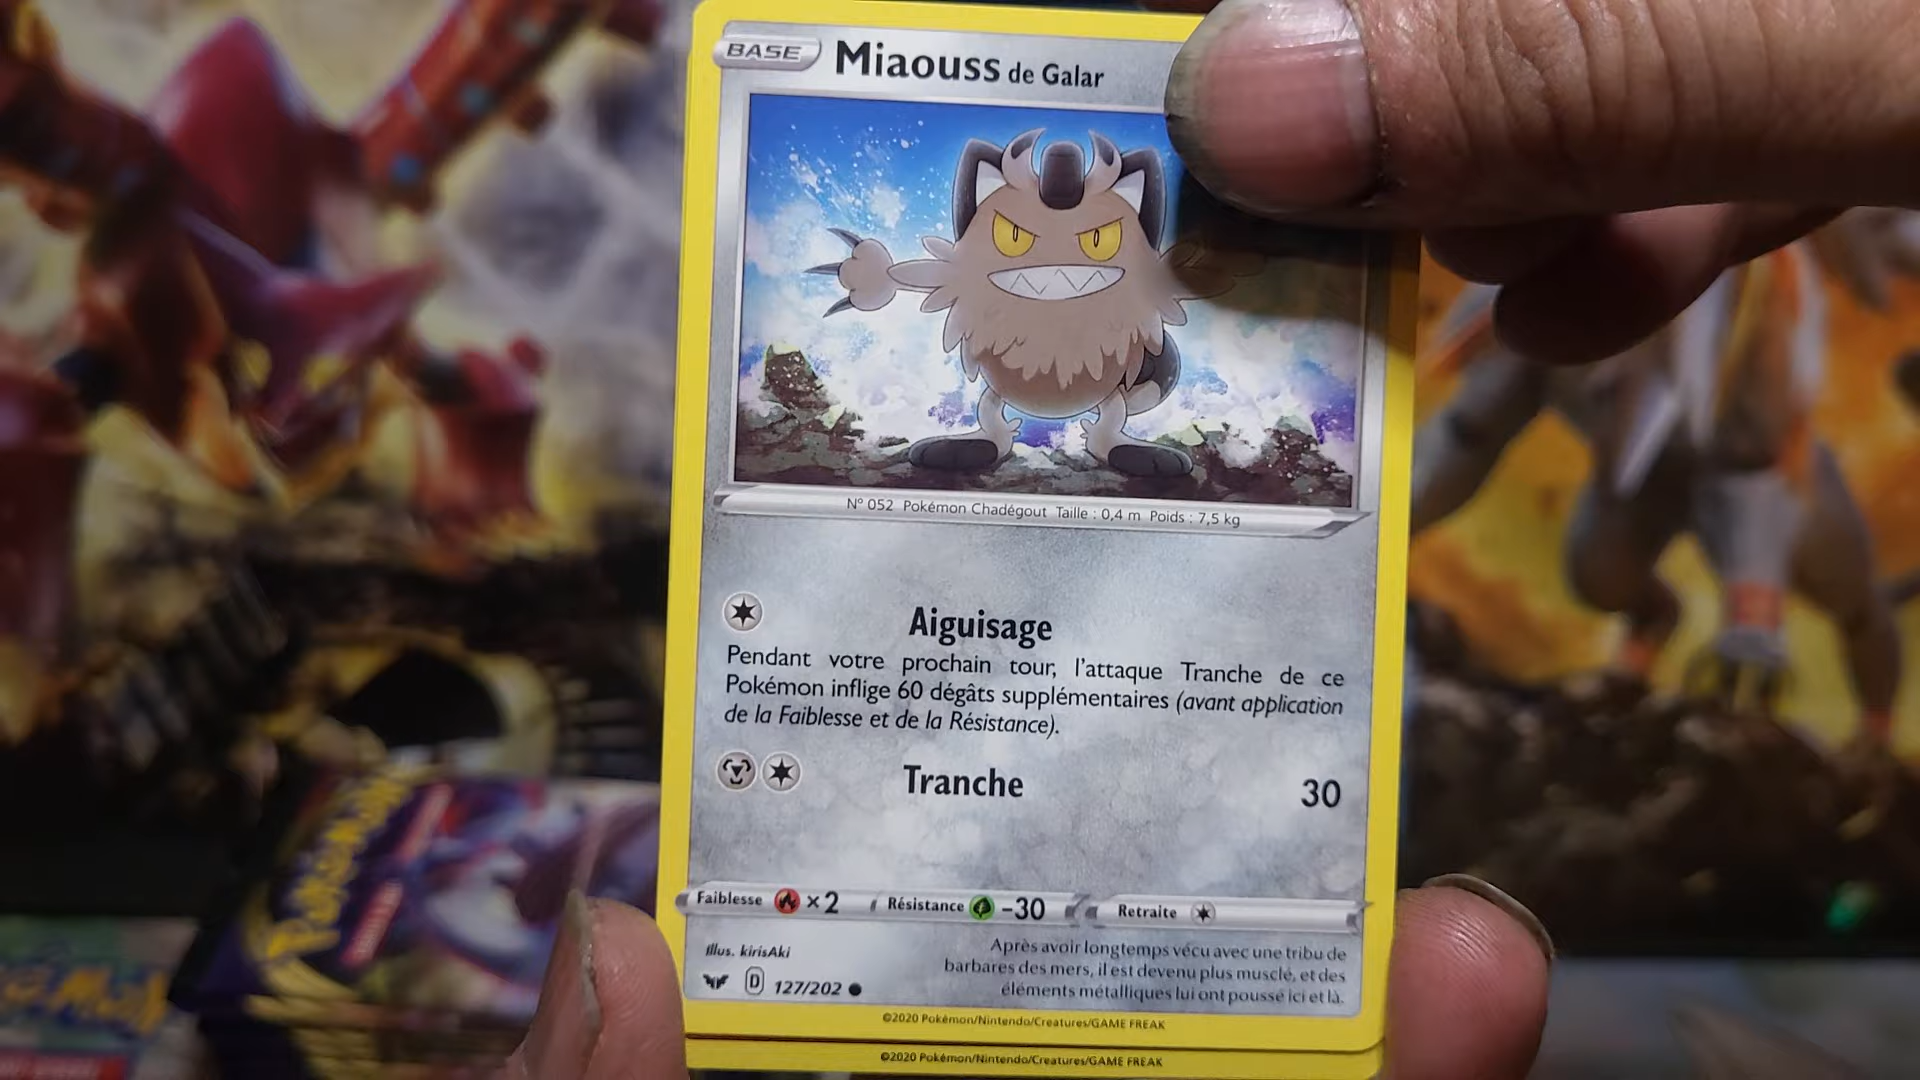 BASE
Miaouss de Galar
N° 052 Pokémon Chadégout Taille : 0,4 m Poids : 7,5 kg
Aiguisage
Pendant votre prochain tour, l'attaque Tranche de ce
Pokémon inflige 60 dégâts supplémentaires (avant application
de la Faiblesse et de la Résistance).
Tranche 30
Faiblesse ×2 Résistance -30 Retraite
Illus. kirisAki
Après avoir longtemps vécu avec une tribu de
barbares des mers, il est devenu plus musclé, et des
éléments métalliques lui ont poussé ici et là.
D 127/202
©2020 Pokémon/Nintendo/Creatures/GAME FREAK
©2020 Pokémon/Nintendo/Creatures/GAME FREAK
Pokémon